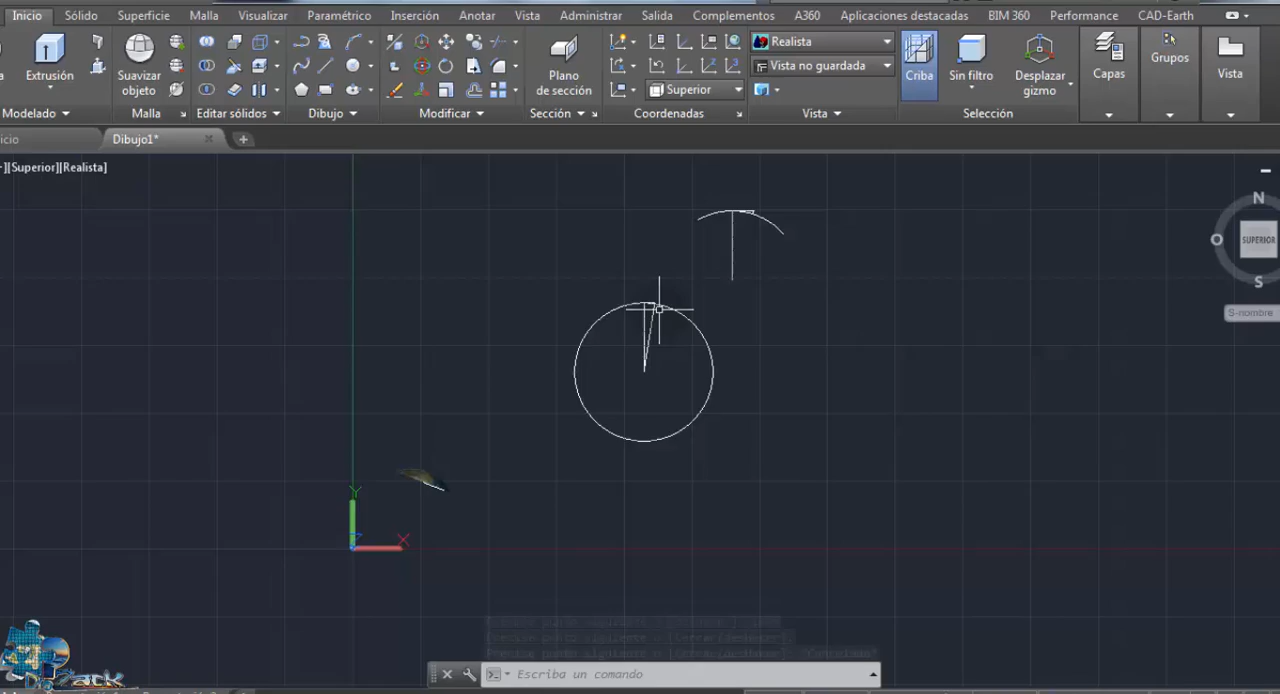 Inicio Sólido Superficie Malla Visualizar Paramétrico Inserción Anotar Vista Administrar Salida Complementos A360 Aplicaciones destacadas BIM 360 Performance CAD-Earth
Realista
Vista no guardada
Superior
Extrusión
Suavizar objeto
Plano de sección
Criba
Sin filtro
Desplazar gizmo
Capas
Grupos
Vista
Modelado
Malla
Editar sólidos
Dibujo
Modificar
Sección
Coordenadas
Vista
Selección
icio
Dibujo1*
][Superior][Realista]
N
O
SUPERIOR
S
S-nombre
Y
X
Escriba un comando